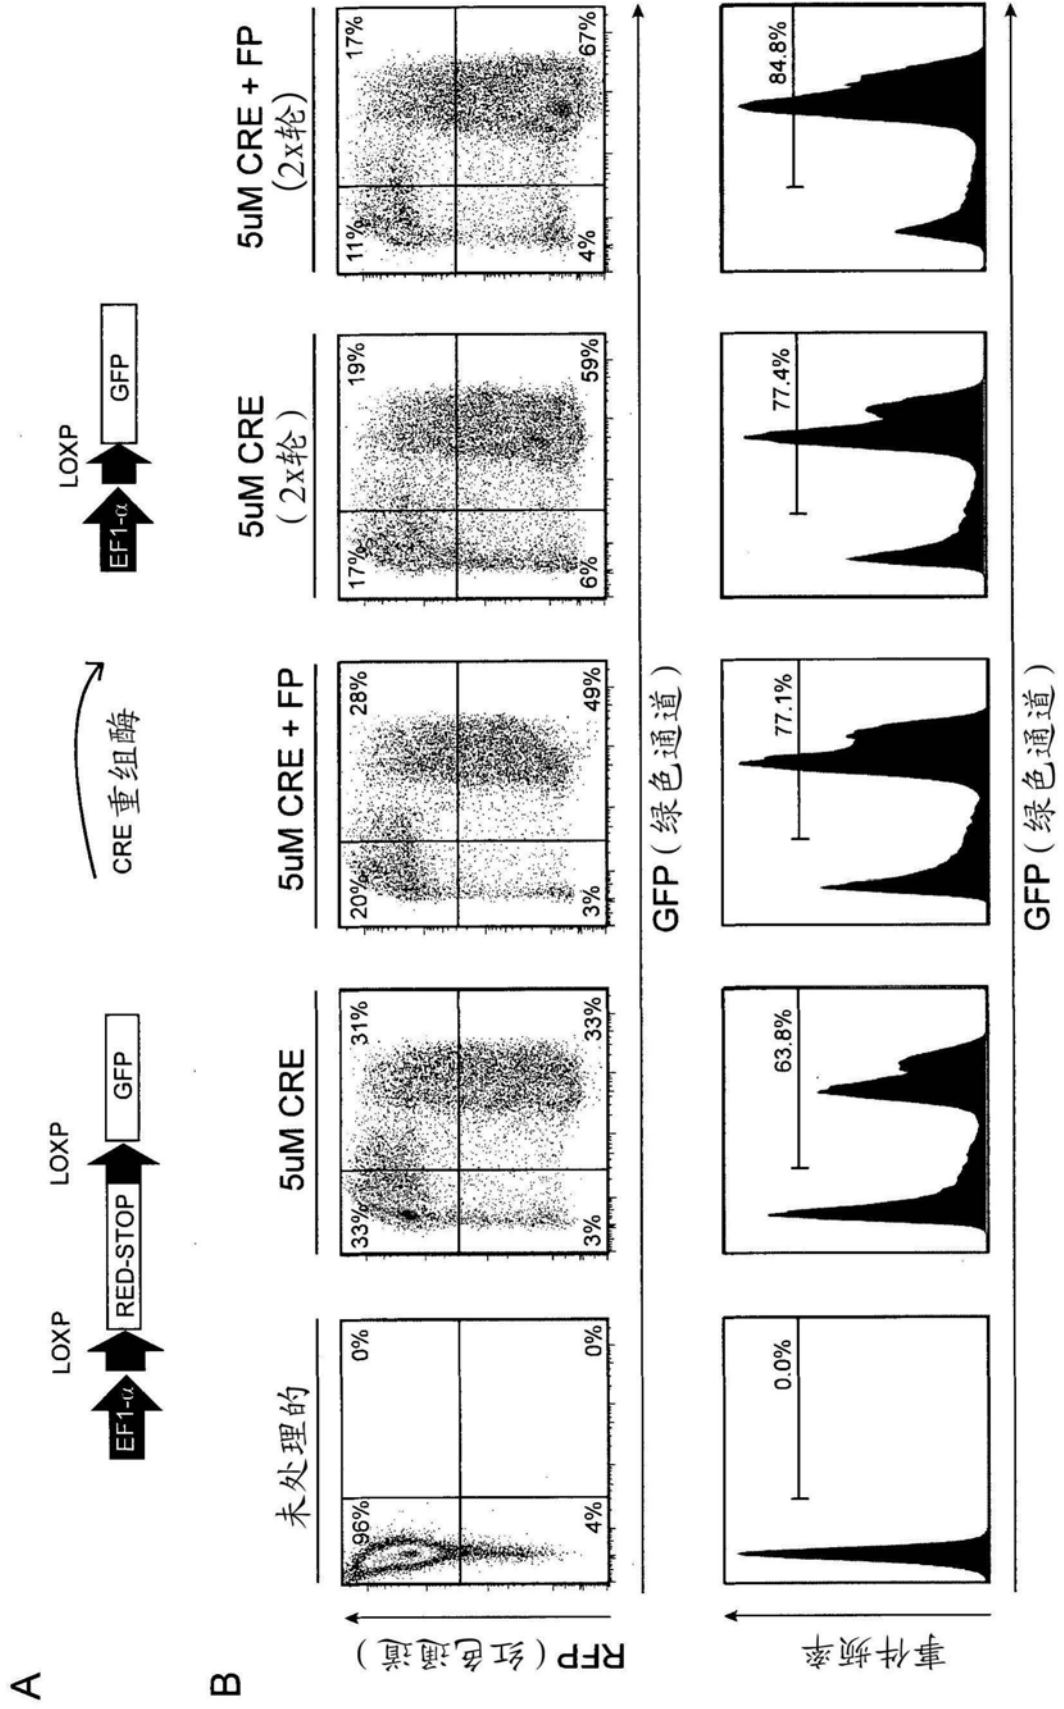 A
LOXP
LOXP
EF1-α
RED-STOP
GFP
CRE 重组酶
LOXP
EF1-α
GFP
B
未处理的
5uM CRE
5uM CRE + FP
5uM CRE
(2x轮)
5uM CRE + FP
(2x轮)
RFP (红色通道)
96%
0%
4%
0%
33%
31%
3%
33%
20%
28%
3%
49%
17%
19%
6%
59%
11%
17%
4%
67%
GFP (绿色通道)
事件频率
0.0%
63.8%
77.1%
77.4%
84.8%
GFP (绿色通道)